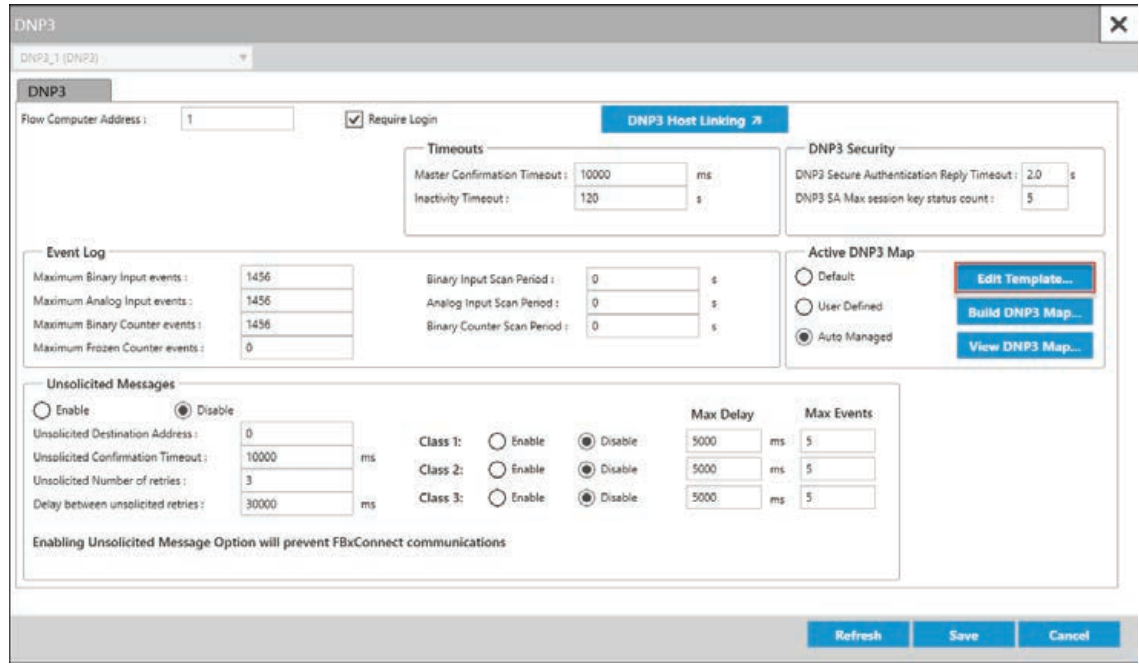 DNP3
DNP3_1 (DNP3)
DNP3
Flow Computer Address : 1
Require Login
DNP3 Host Linking
Timeouts
Master Confirmation Timeout : 10000 ms
Inactivity Timeout : 120 s
DNP3 Security
DNP3 Secure Authentication Reply Timeout : 2.0 s
DNP3 SA Max session key status count : 5
Event Log
Maximum Binary Input events : 1456
Maximum Analog Input events : 1456
Maximum Binary Counter events : 1456
Maximum Frozen Counter events : 0
Binary Input Scan Period : 0 s
Analog Input Scan Period : 0 s
Binary Counter Scan Period : 0 s
Active DNP3 Map
Default
User Defined
Auto Managed
Edit Template...
Build DNP3 Map...
View DNP3 Map...
Unsolicited Messages
Enable Disable
Unsolicited Destination Address : 0
Unsolicited Confirmation Timeout : 10000 ms
Unsolicited Number of retries : 3
Delay between unsolicited retries : 30000 ms
Max Delay Max Events
Class 1: Enable Disable 5000 ms 5
Class 2: Enable Disable 5000 ms 5
Class 3: Enable Disable 5000 ms 5
Enabling Unsolicited Message Option will prevent FBxConnect communications
Refresh Save Cancel